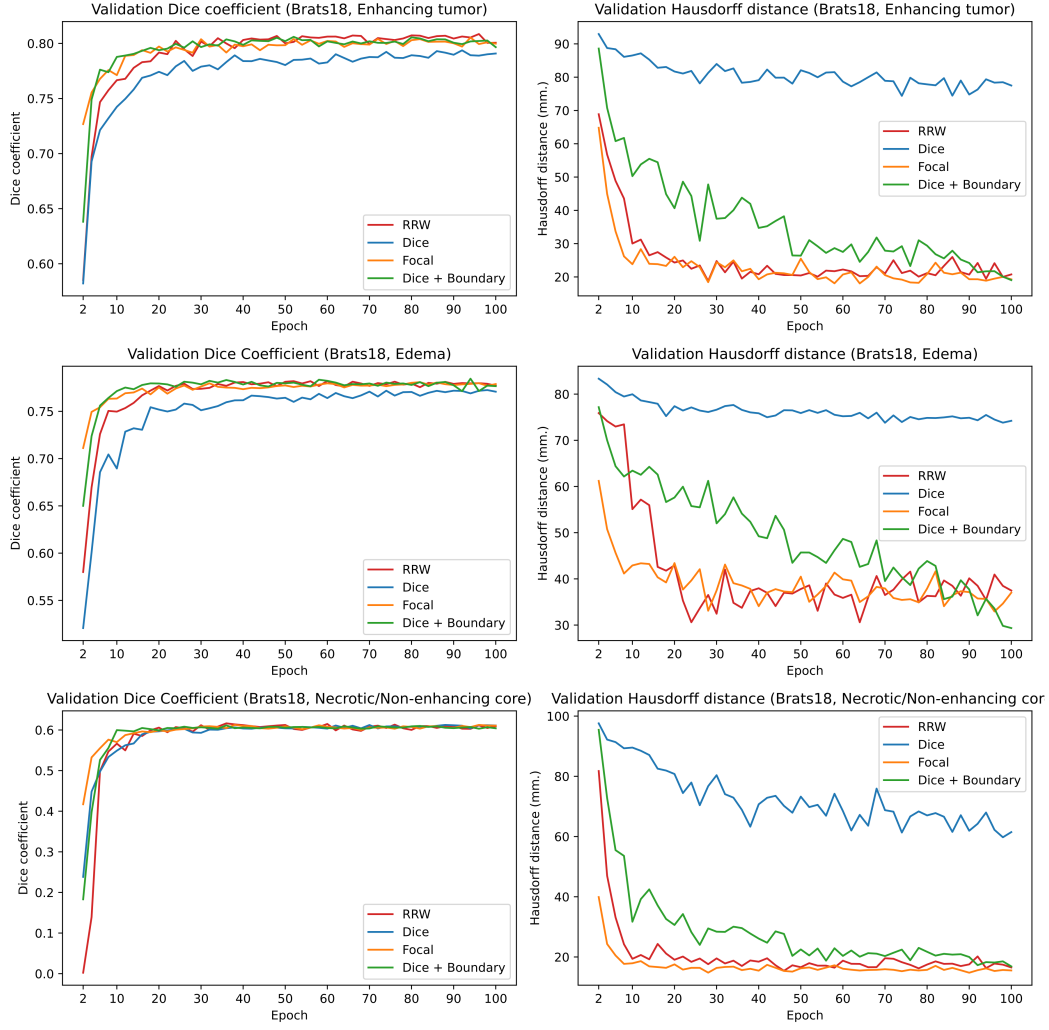 Validation Dice coefficient (Brats18, Enhancing tumor)
Dice coefficient
0.80
0.75
0.70
0.65
0.60
RRW
Dice
Focal
Dice + Boundary
2 10 20 30 40 50 60 70 80 90 100
Epoch
Validation Hausdorff distance (Brats18, Enhancing tumor)
Hausdorff distance (mm.)
90
80
70
60
50
40
30
20
RRW
Dice
Focal
Dice + Boundary
2 10 20 30 40 50 60 70 80 90 100
Epoch
Validation Dice Coefficient (Brats18, Edema)
Dice coefficient
0.75
0.70
0.65
0.60
0.55
RRW
Dice
Focal
Dice + Boundary
2 10 20 30 40 50 60 70 80 90 100
Epoch
Validation Hausdorff distance (Brats18, Edema)
Hausdorff distance (mm.)
80
70
60
50
40
30
RRW
Dice
Focal
Dice + Boundary
2 10 20 30 40 50 60 70 80 90 100
Epoch
Validation Dice Coefficient (Brats18, Necrotic/Non-enhancing core)
Dice coefficient
0.6
0.5
0.4
0.3
0.2
0.1
0.0
RRW
Dice
Focal
Dice + Boundary
2 10 20 30 40 50 60 70 80 90 100
Epoch
Validation Hausdorff distance (Brats18, Necrotic/Non-enhancing cor
Hausdorff distance (mm.)
100
80
60
40
20
RRW
Dice
Focal
Dice + Boundary
2 10 20 30 40 50 60 70 80 90 100
Epoch